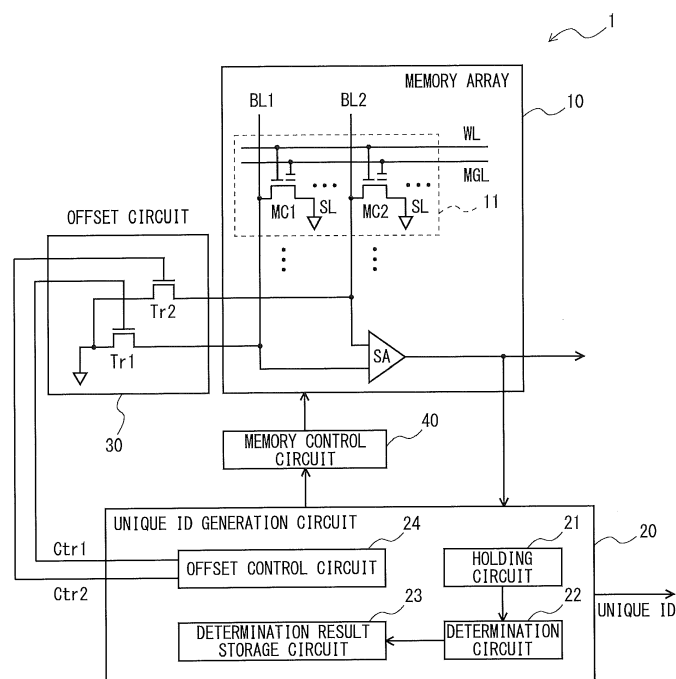 1
MEMORY ARRAY
10
BL1 BL2
WL
MGL
MC1 SL MC2 SL 11
OFFSET CIRCUIT
Tr2
Tr1
SA
30
MEMORY CONTROL
CIRCUIT
40
UNIQUE ID GENERATION CIRCUIT
24
21
20
Ctr1
OFFSET CONTROL CIRCUIT
HOLDING
CIRCUIT
Ctr2
UNIQUE ID
23
22
DETERMINATION RESULT
STORAGE CIRCUIT
DETERMINATION
CIRCUIT